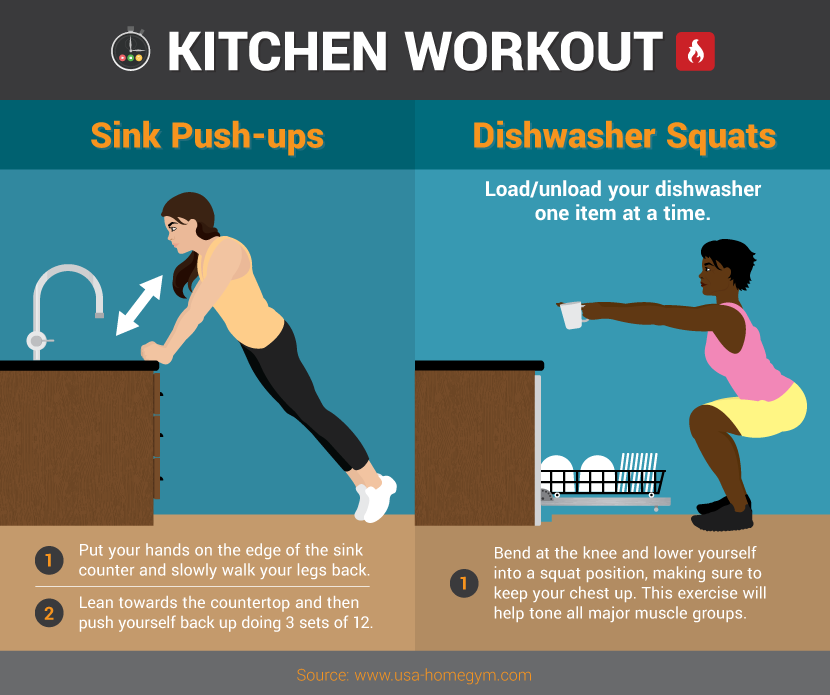 KITCHEN WORKOUT
Sink Push-ups
Dishwasher Squats
Load/unload your dishwasher
one item at a time.
1
Put your hands on the edge of the sink
counter and slowly walk your legs back.
2
Lean towards the countertop and then
push yourself back up doing 3 sets of 12.
1
Bend at the knee and lower yourself
into a squat position, making sure to
keep your chest up. This exercise will
help tone all major muscle groups.
Source: www.usa-homegym.com